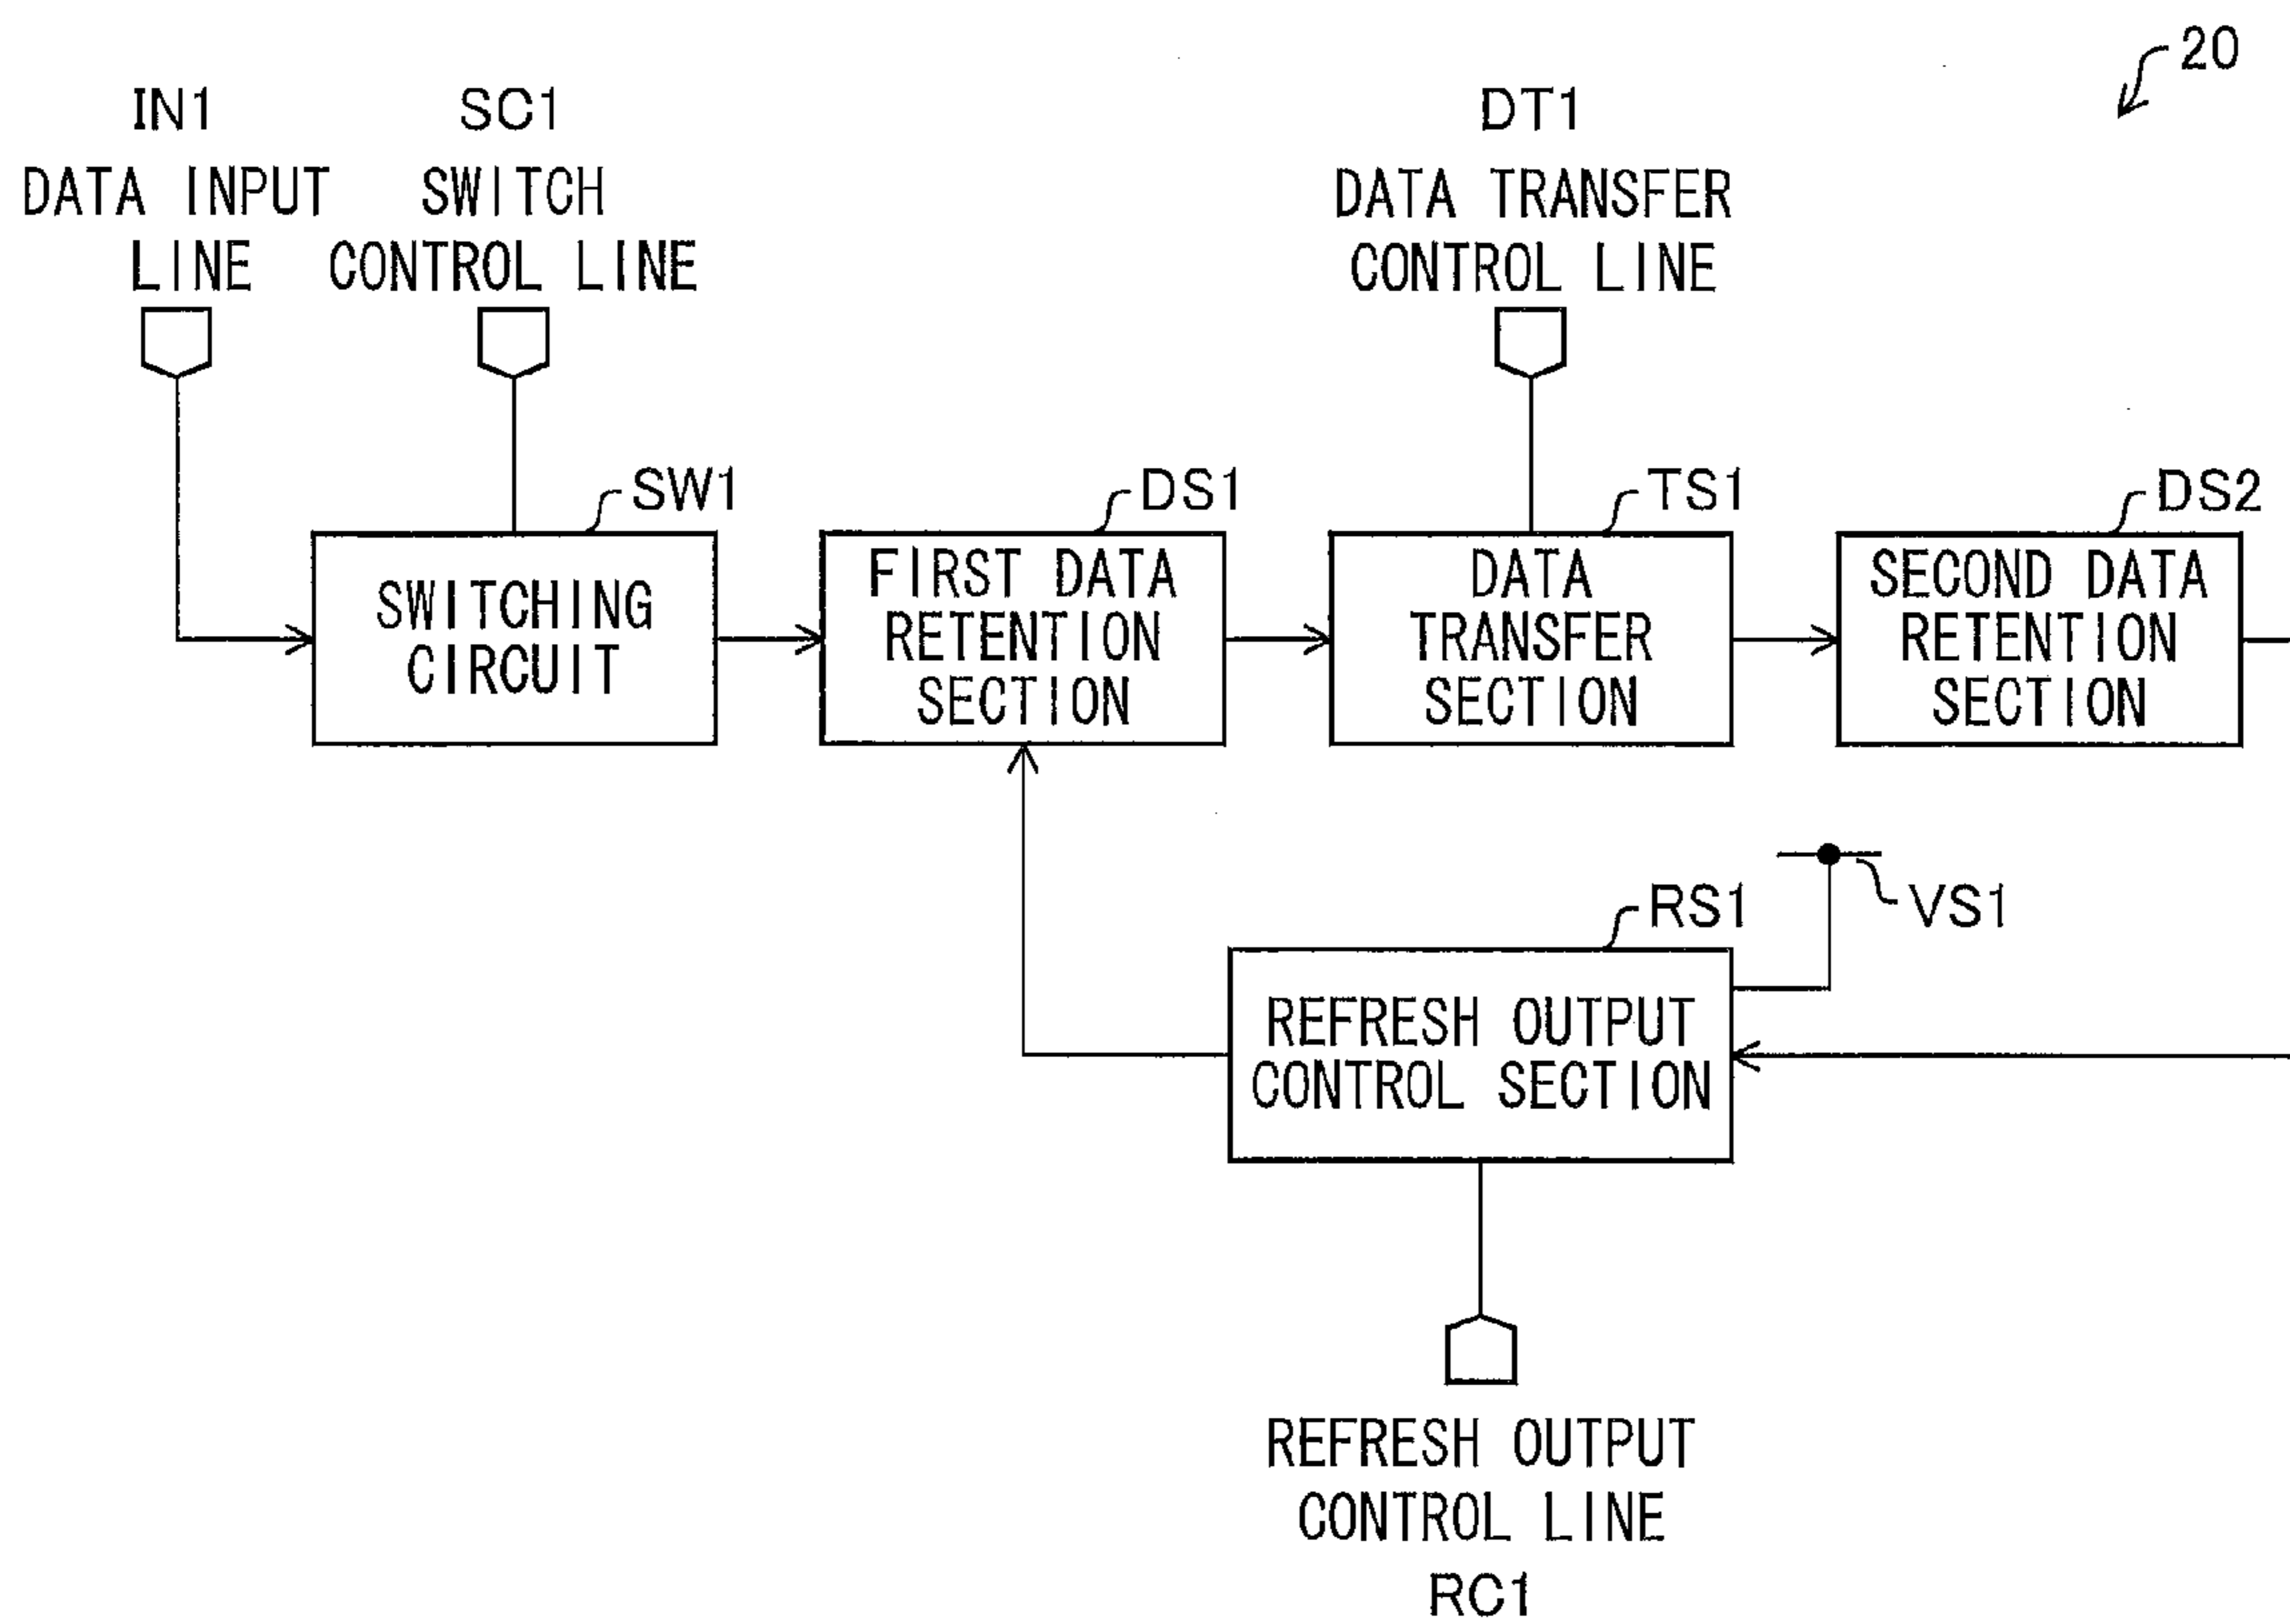 20
IN1
DATA INPUT
LINE
SC1
SWITCH
CONTROL LINE
DT1
DATA TRANSFER
CONTROL LINE
SW1
SWITCHING
CIRCUIT
DS1
FIRST DATA
RETENTION
SECTION
TS1
DATA
TRANSFER
SECTION
DS2
SECOND DATA
RETENTION
SECTION
VS1
RS1
REFRESH OUTPUT
CONTROL SECTION
REFRESH OUTPUT
CONTROL LINE
RC1